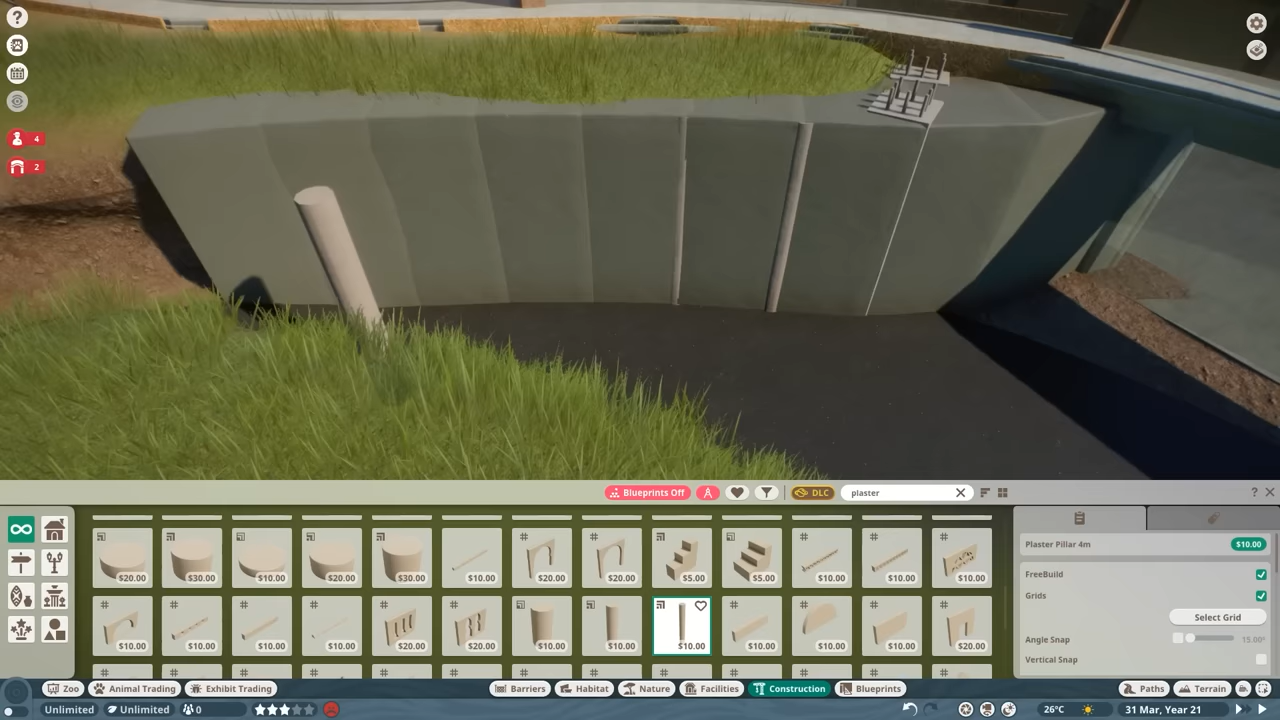 ?
4
2
Blueprints Off
DLC
plaster
?
$20.00
$30.00
$10.00
$20.00
$30.00
$10.00
$20.00
$20.00
$5.00
$5.00
$10.00
$10.00
$10.00
$10.00
$10.00
$10.00
$10.00
$20.00
$20.00
$10.00
$10.00
$10.00
$10.00
$10.00
$10.00
$10.00
Plaster Pillar 4m
$10.00
FreeBuild
Grids
Select Grid
Angle Snap
15.00°
Vertical Snap
Zoo
Animal Trading
Exhibit Trading
Barriers
Habitat
Nature
Facilities
Construction
Blueprints
Paths
Terrain
Unlimited
Unlimited
0
26°C
31 Mar, Year 21